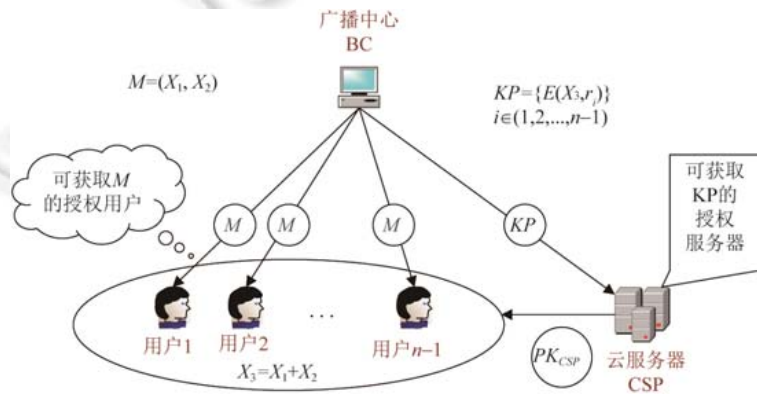 广播中心
BC
M=(X₁, X₂)
KP={E(X₃,rᵢ)}
i∈(1,2,...,n−1)
可获取M
的授权用户
可获取
KP的
授权
服务器
M
M
M
KP
...
用户1
用户2
用户n−1
X₃=X₁+X₂
PK_CSP
云服务器
CSP